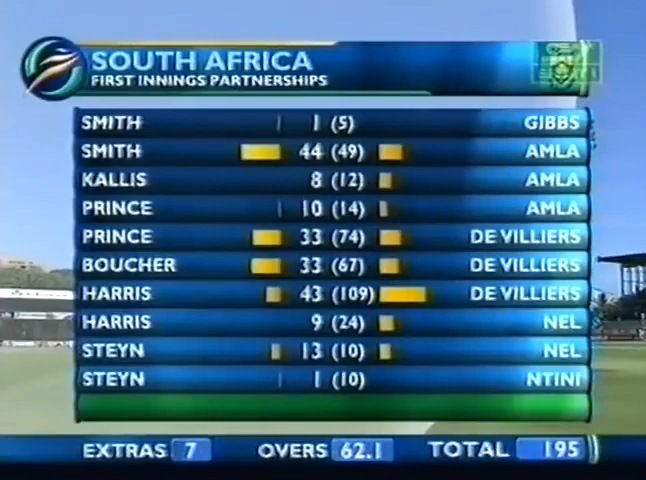 SOUTH AFRICA
FIRST INNINGS PARTNERSHIPS
SMITH 1 (5) GIBBS
SMITH 44 (49) AMLA
KALLIS 8 (12) AMLA
PRINCE 10 (14) AMLA
PRINCE 33 (74) DE VILLIERS
BOUCHER 33 (67) DE VILLIERS
HARRIS 43 (109) DE VILLIERS
HARRIS 9 (24) NEL
STEYN 13 (10) NEL
STEYN 1 (10) NTINI
EXTRAS 7 OVERS 62.1 TOTAL 195